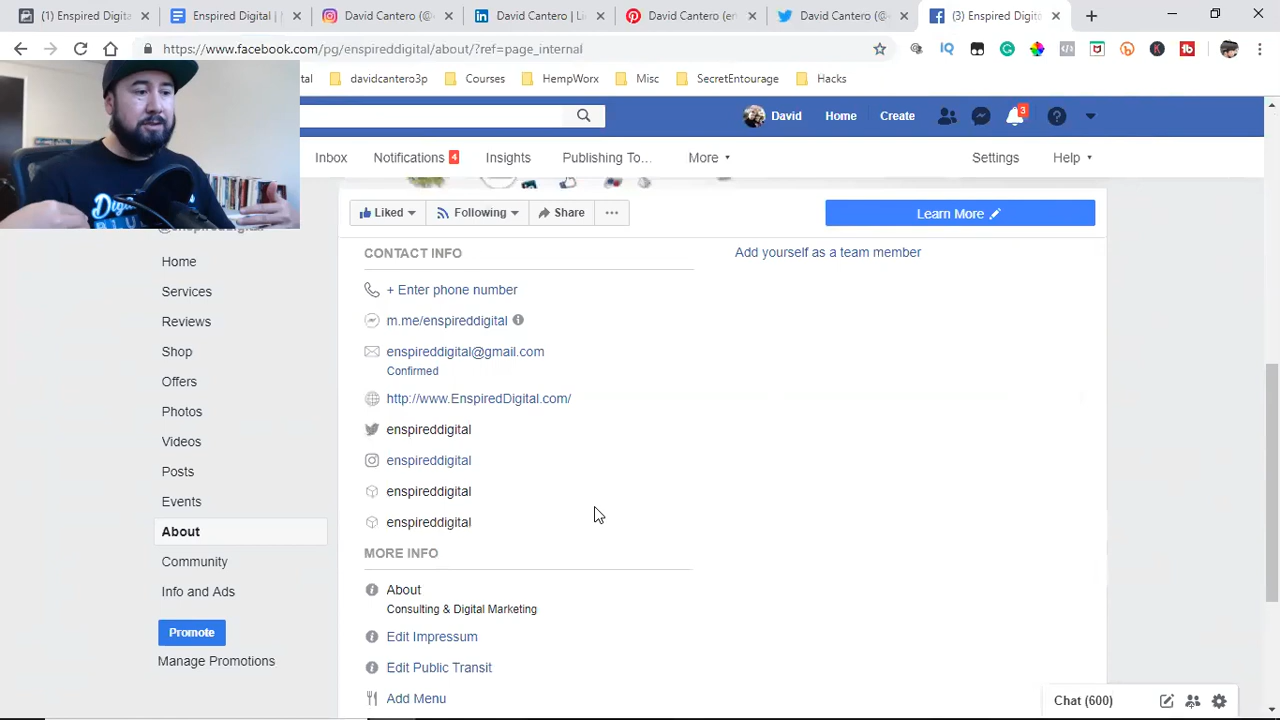 (1) Enspired Digita
Enspired Digital |
David Cantero (@
David Cantero | Li
David Cantero (e
David Cantero (@
(3) Enspired Digit
https://www.facebook.com/pg/enspireddigital/about/?ref=page_internal
tal
davidcantero3p
Courses
HempWorx
Misc
SecretEntourage
Hacks
David
Home
Create
3
Inbox
Notifications 4
Insights
Publishing To...
More
Settings
Help
Liked
Following
Share
Learn More
Home
Services
Reviews
Shop
Offers
Photos
Videos
Posts
Events
About
Community
Info and Ads
Promote
Manage Promotions
CONTACT INFO
+ Enter phone number
m.me/enspireddigital
enspireddigital@gmail.com
Confirmed
http://www.EnspiredDigital.com/
enspireddigital
enspireddigital
enspireddigital
enspireddigital
MORE INFO
About
Consulting & Digital Marketing
Edit Impressum
Edit Public Transit
Add Menu
Add yourself as a team member
Chat (600)